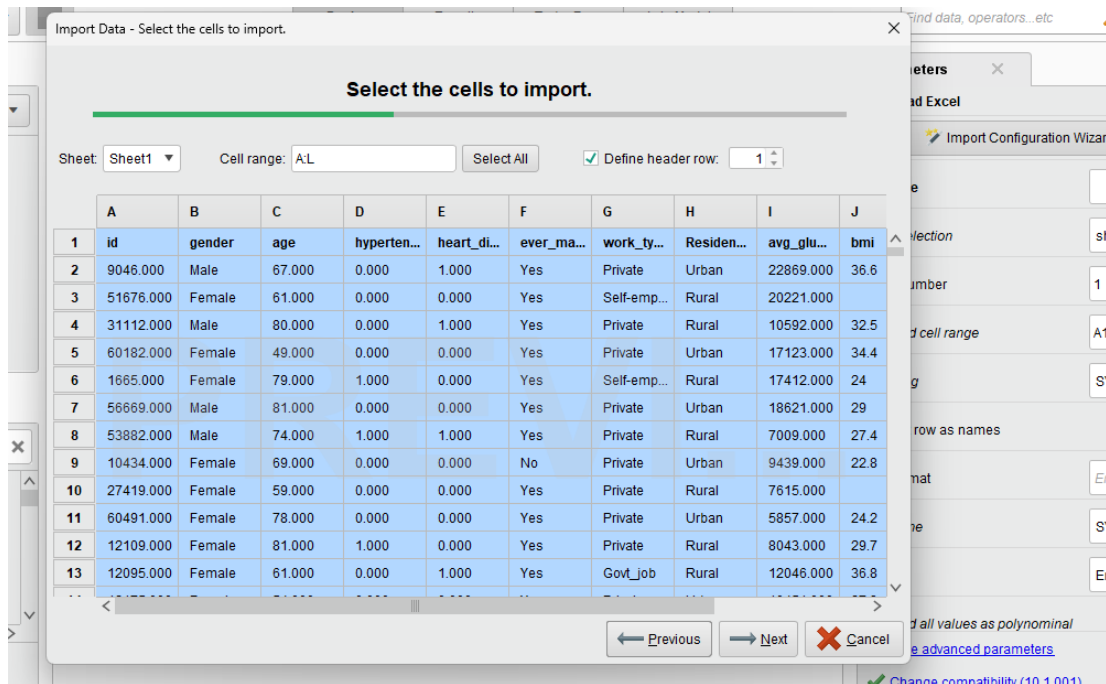 Import Data - Select the cells to import.
Find data, operators...etc
Select the cells to import.
Sheet: Sheet1 Cell range: A:L Select All Define header row: 1
A B C D E F G H I J
1 id gender age hyperten... heart_di... ever_ma... work_ty... Residen... avg_glu... bmi
2 9046.000 Male 67.000 0.000 1.000 Yes Private Urban 22869.000 36.6
3 51676.000 Female 61.000 0.000 0.000 Yes Self-emp... Rural 20221.000
4 31112.000 Male 80.000 0.000 1.000 Yes Private Rural 10592.000 32.5
5 60182.000 Female 49.000 0.000 0.000 Yes Private Urban 17123.000 34.4
6 1665.000 Female 79.000 1.000 0.000 Yes Self-emp... Rural 17412.000 24
7 56669.000 Male 81.000 0.000 0.000 Yes Private Urban 18621.000 29
8 53882.000 Male 74.000 1.000 1.000 Yes Private Rural 7009.000 27.4
9 10434.000 Female 69.000 0.000 0.000 No Private Urban 9439.000 22.8
10 27419.000 Female 59.000 0.000 0.000 Yes Private Rural 7615.000
11 60491.000 Female 78.000 0.000 0.000 Yes Private Urban 5857.000 24.2
12 12109.000 Female 81.000 1.000 0.000 Yes Private Rural 8043.000 29.7
13 12095.000 Female 61.000 0.000 1.000 Yes Govt_job Rural 12046.000 36.8
Previous Next Cancel
eters
ad Excel
Import Configuration Wizar
e
election
sh
umber
1
d cell range
A1
g
row as names
mat
ne
d all values as polynominal
e advanced parameters
Change compatibility (10.1.001)